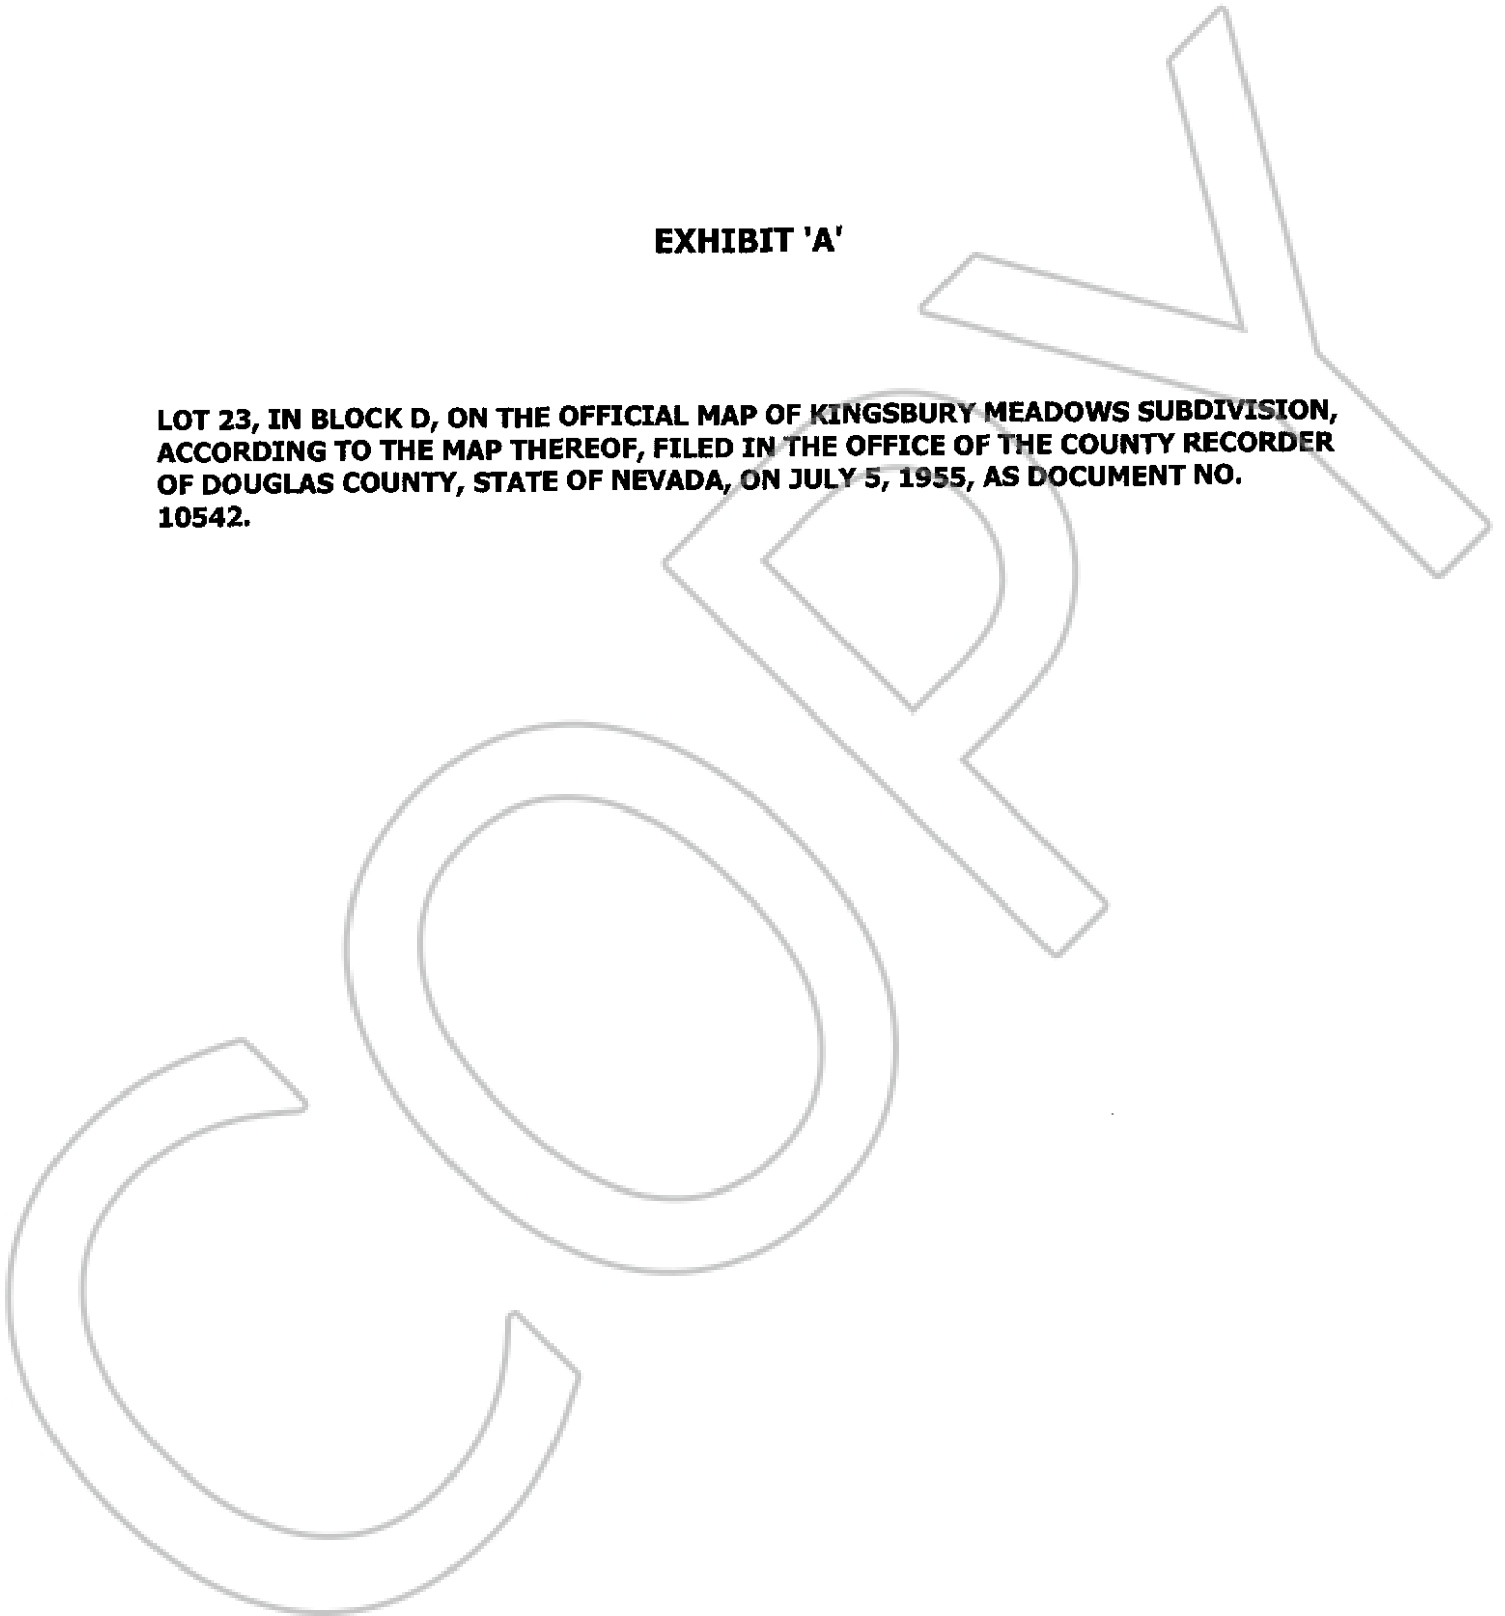 EXHIBIT 'A'
LOT 23, IN BLOCK D, ON THE OFFICIAL MAP OF KINGSBURY MEADOWS SUBDIVISION,
ACCORDING TO THE MAP THEREOF, FILED IN THE OFFICE OF THE COUNTY RECORDER
OF DOUGLAS COUNTY, STATE OF NEVADA, ON JULY 5, 1955, AS DOCUMENT NO.
10542.
COPY